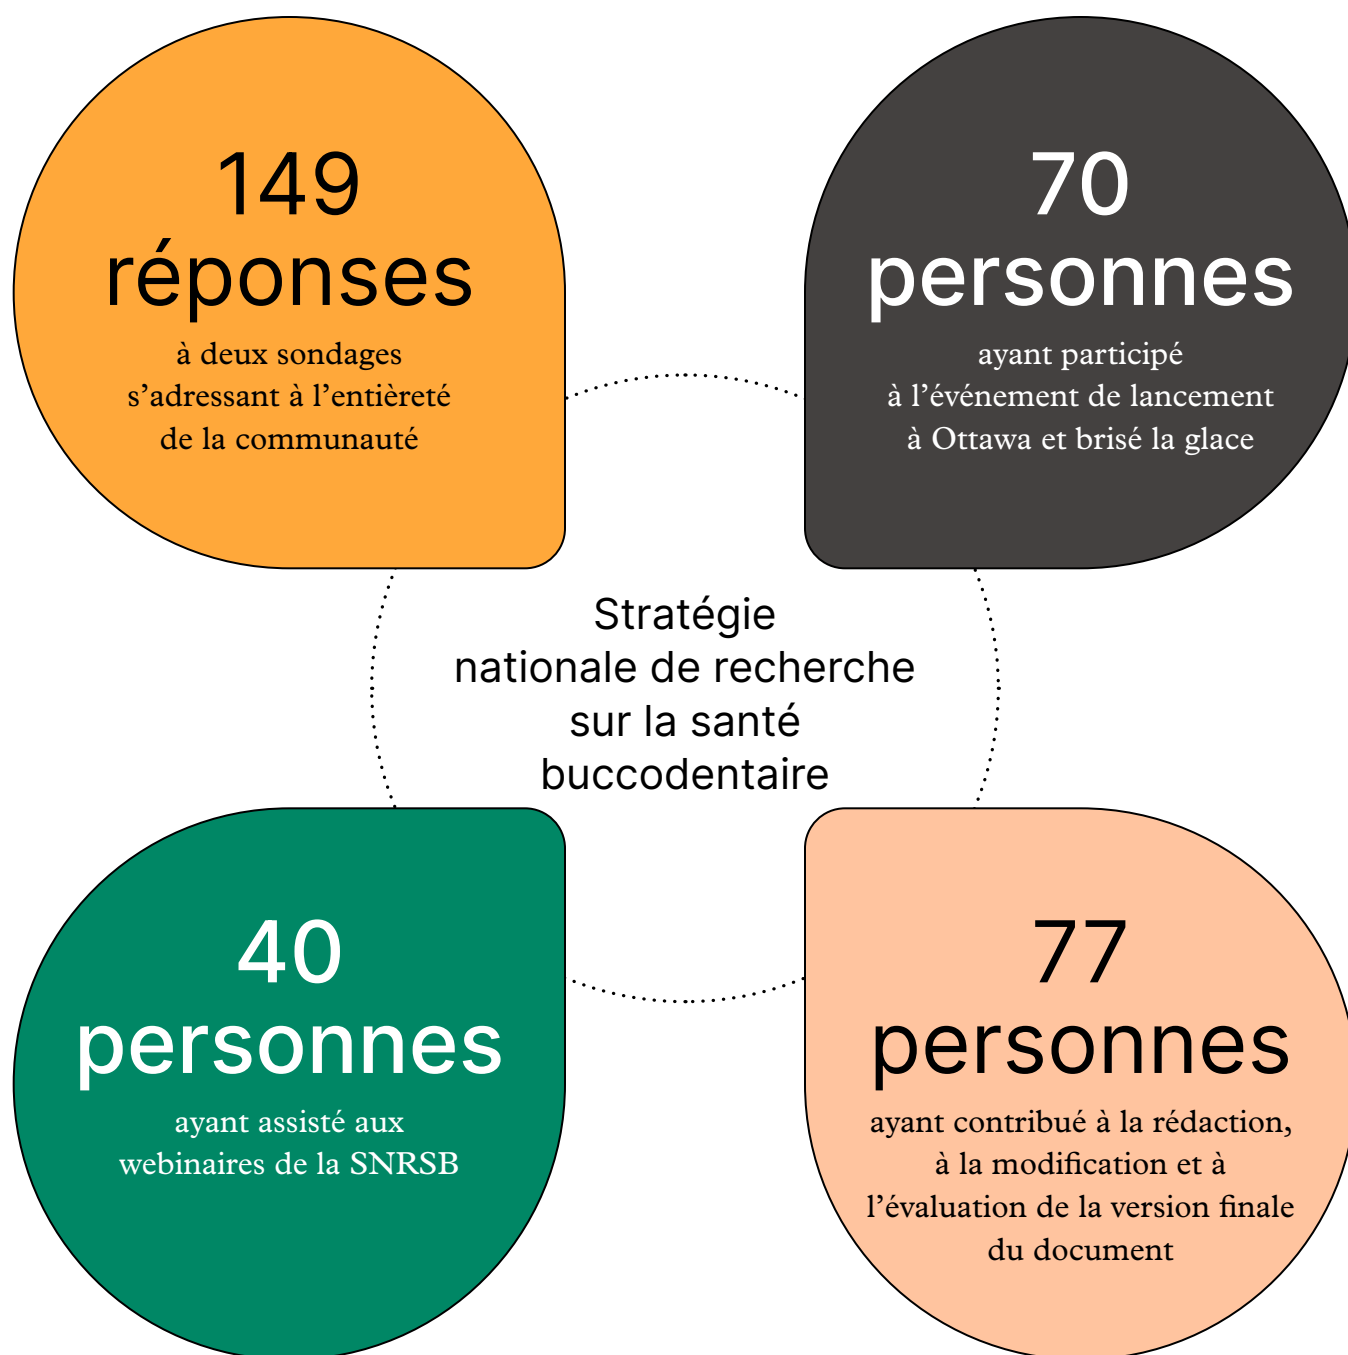 149
réponses
à deux sondages
s’adressant à l’entièreté
de la communauté
70
personnes
ayant participé
à l’événement de lancement
à Ottawa et brisé la glace
Stratégie
nationale de recherche
sur la santé
buccodentaire
40
personnes
ayant assisté aux
webinaires de la SNRSB
77
personnes
ayant contribué à la rédaction,
à la modification et à
l’évaluation de la version finale
du document